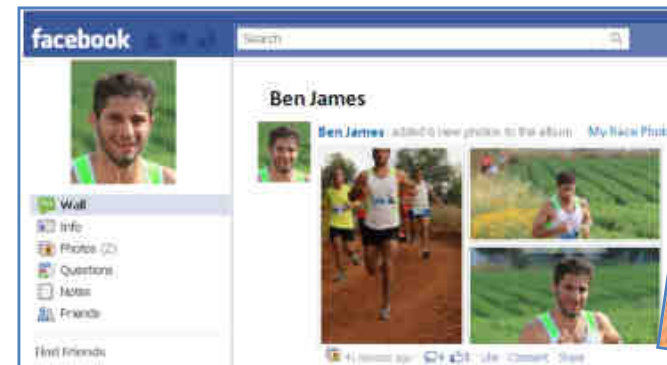 facebook
Search
Ben James
Ben James added 6 new photos to the album My Race Phot
Wall
Info
Photos (2)
Questions
Notes
Friends
Find Friends
Like Comment Share